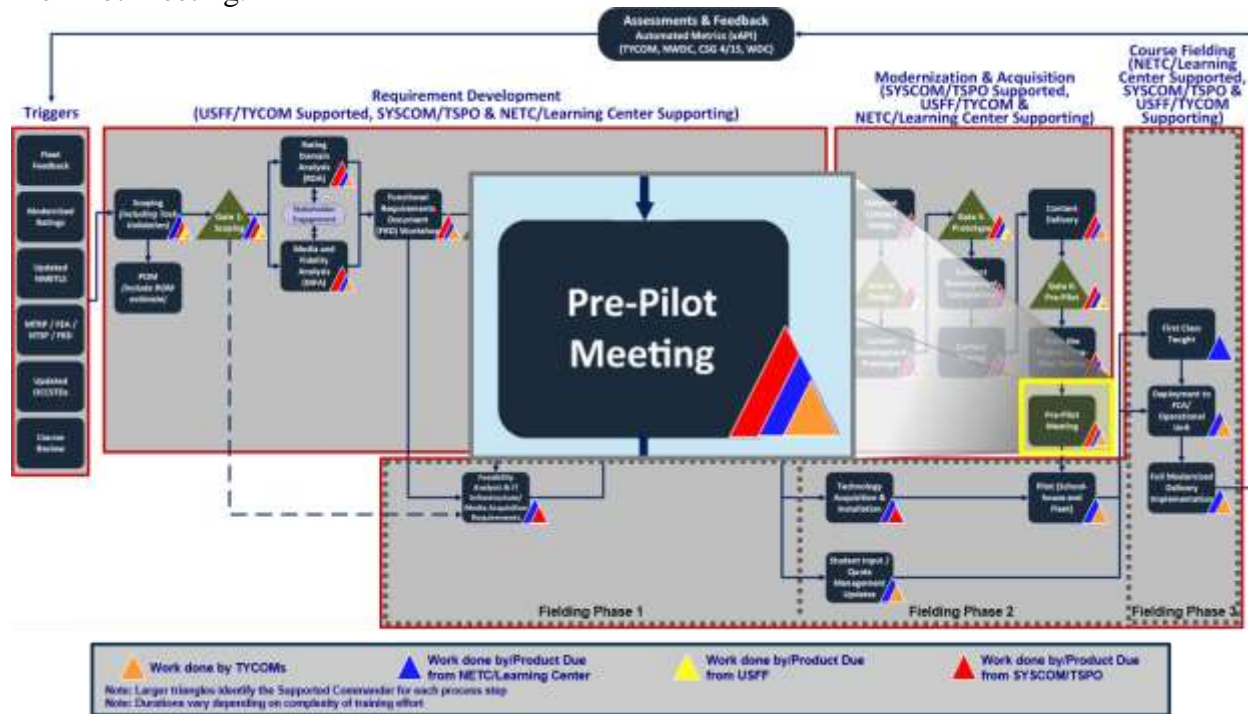 Assessments & Feedback
Automated Metrics (xAPI)
(TYCOM, NWDC, CSG 4/15, WDC)
Triggers
Requirement Development
(USFF/TYCOM Supported, SYSCOM/TSPO & NETC/Learning Center Supporting)
Modernization & Acquisition
(SYSCOM/TSPO Supported,
USFF/TYCOM &
NETC/Learning Center Supporting)
Course Fielding
(NETC/Learning
Center Supported,
SYSCOM/TSPO &
USFF/TYCOM
Supporting)
Fleet
Feedback
Modernized
Ratings
Updated
MTRP / FEA /
NTSP / FRD
Updated
OCCSTDs
Course
Review
Scoping
(Including Task
Validation)
Gate 1:
Scoping
POM
(Include ROM
estimate)
Rating
Domain
Analysis
(RDA)
Stakeholder
Engagement
Media and
Fidelity
Analysis
(MFA)
Functional
Requirements
Document
(FRD) Workshop
Pre-Pilot
Meeting
Gate 5:
Prototype
Content
Delivery
Gate 6:
Pre-Pilot
Pre-Pilot
Meeting
First Class
Taught
Deployment to
Operational
Unit
Full Modernized
Delivery
Implementation
Feasibility
Analysis & IT
Infrastructure/
Media Acquisition
Requirements
Technology
Acquisition &
Installation
Pilot (School-
house and
Fleet)
Student Input /
Quota
Management
Updates
Fielding Phase 1
Fielding Phase 2
Fielding Phase 3
Work done by TYCOMs
Work done by/Product Due
from NETC/Learning Center
Work done by/Product Due
from USFF
Work done by/Product Due
from SYSCOM/TSPO
Note: Larger triangles identify the Supported Commander for each process step
Note: Durations vary depending on complexity of training effort